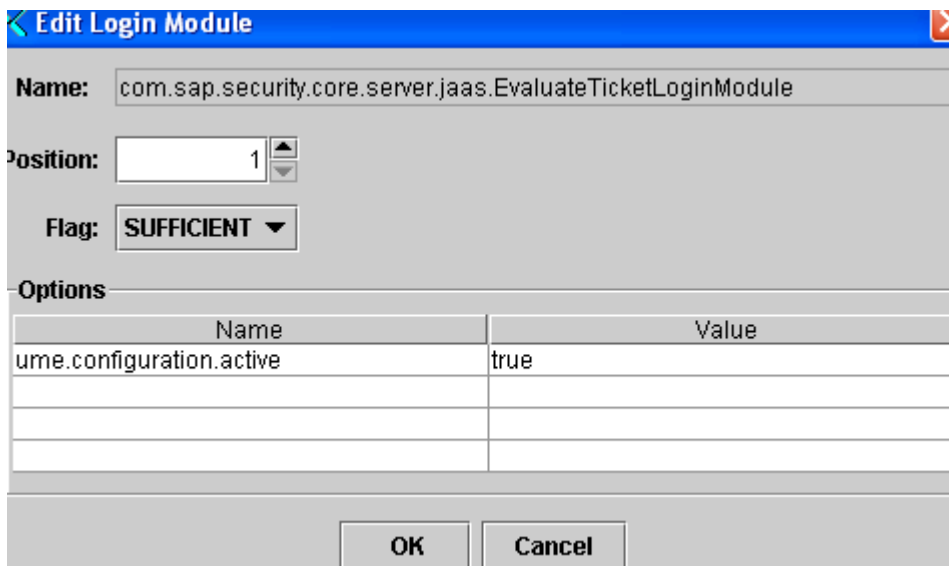 Edit Login Module
Name: com.sap.security.core.server.jaas.EvaluateTicketLoginModule
Position: 1
Flag: SUFFICIENT
Options
Name Value
ume.configuration.active true
OK Cancel